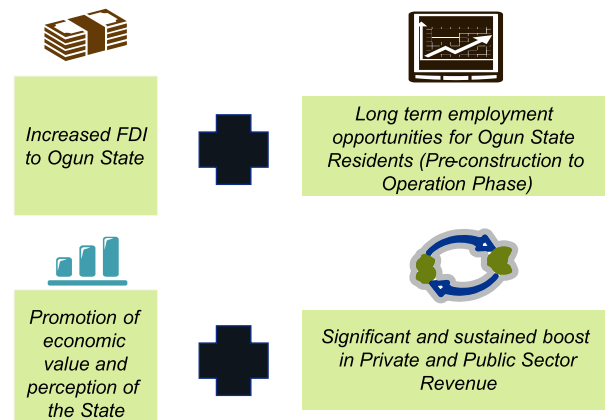 Increased FDI
to Ogun State
Long term employment
opportunities for Ogun State
Residents (Pre-construction to
Operation Phase)
Promotion of
economic
value and
perception of
the State
Significant and sustained boost
in Private and Public Sector
Revenue